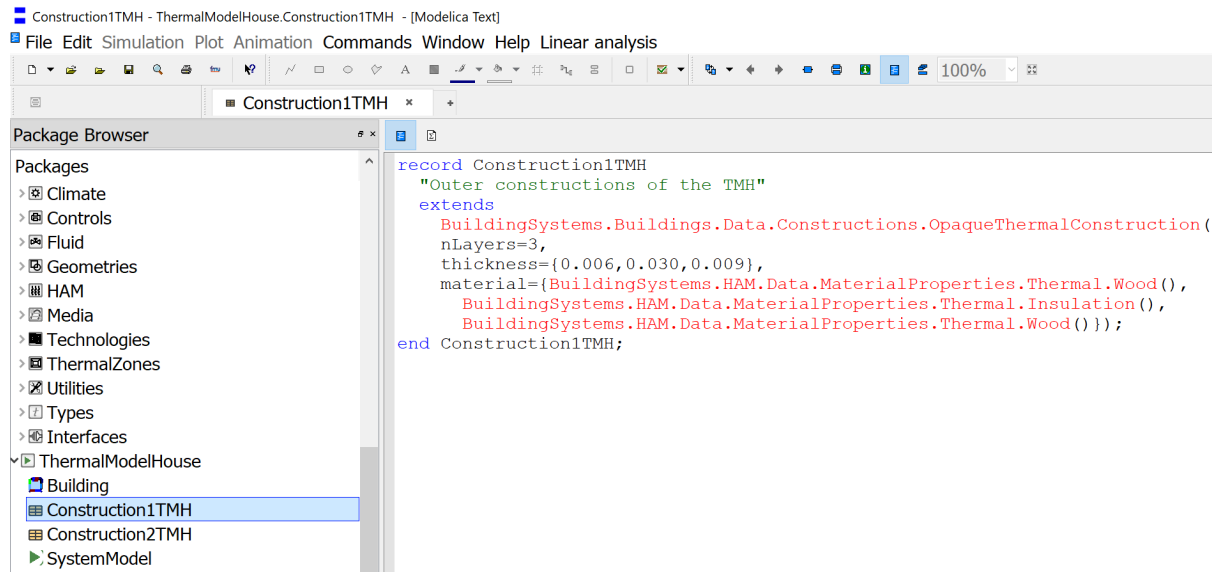 Construction1TMH - ThermalModelHouse.Construction1TMH - [Modelica Text]
File Edit Simulation Plot Animation Commands Window Help Linear analysis
A 100%
Construction1TMH × +
Package Browser
Packages
Climate
Controls
Fluid
Geometries
HAM
Media
Technologies
ThermalZones
Utilities
Types
Interfaces
ThermalModelHouse
Building
Construction1TMH
Construction2TMH
SystemModel
record Construction1TMH
"Outer constructions of the TMH"
extends
BuildingSystems.Buildings.Data.Constructions.OpaqueThermalConstruction(
nLayers=3,
thickness={0.006,0.030,0.009},
material={BuildingSystems.HAM.Data.MaterialProperties.Thermal.Wood(),
BuildingSystems.HAM.Data.MaterialProperties.Thermal.Insulation(),
BuildingSystems.HAM.Data.MaterialProperties.Thermal.Wood()});
end Construction1TMH;